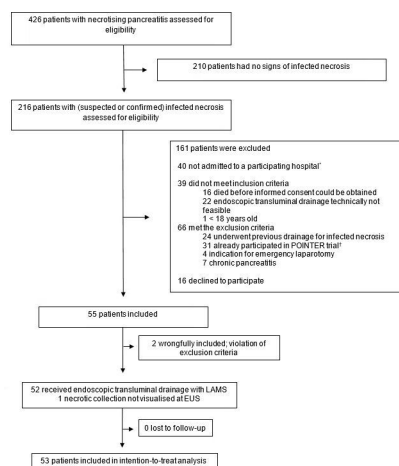 426 patients with necrotising pancreatitis assessed for
eligibility
210 patients had no signs of infected necrosis
216 patients with (suspected or confirmed) infected necrosis
assessed for eligibility
161 patients were excluded
40 not admitted to a participating hospital*
39 did not meet inclusion criteria
16 died before informed consent could be obtained
22 endoscopic transluminal drainage technically not
feasible
1 < 18 years old
66 met the exclusion criteria
24 underwent previous drainage for infected necrosis
31 already participated in POINTER trial†
4 indication for emergency laparotomy
7 chronic pancreatitis
16 declined to participate
55 patients included
2 wrongfully included; violation of
exclusion criteria
52 received endoscopic transluminal drainage with LAMS
1 necrotic collection not visualised at EUS
0 lost to follow-up
53 patients included in intention-to-treat analysis